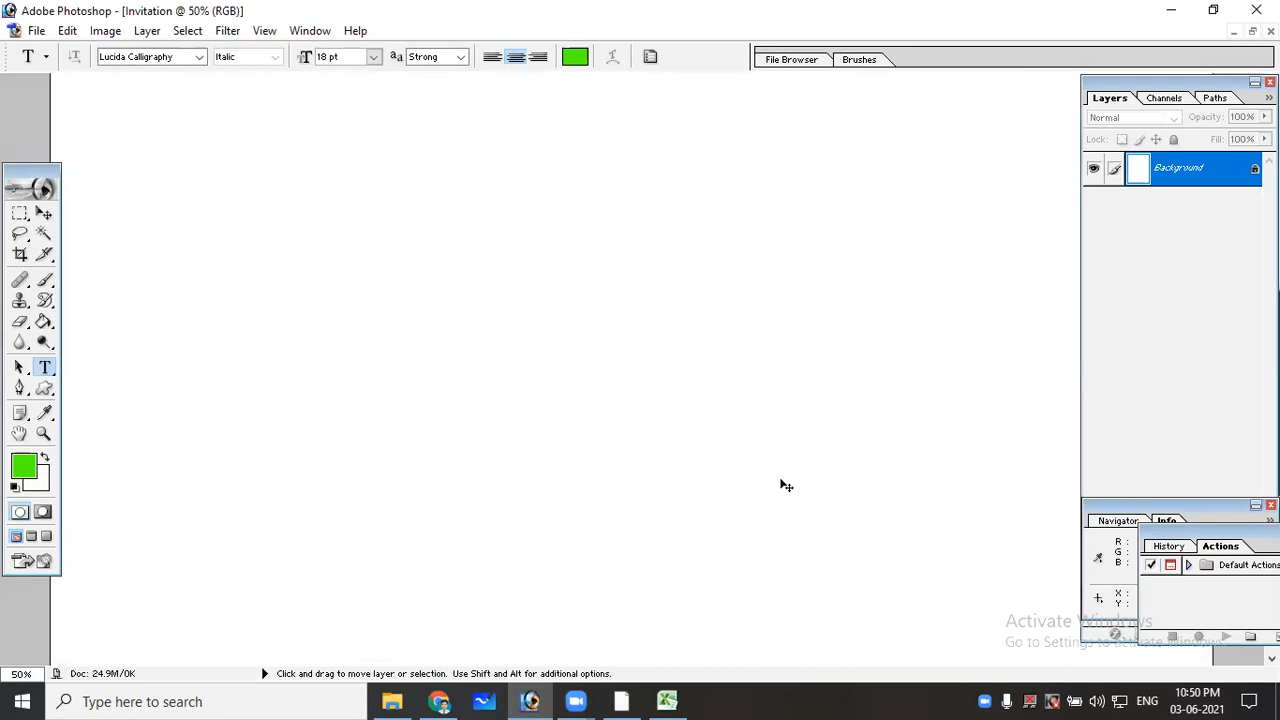 Adobe Photoshop - [Invitation @ 50% (RGB)]
File Edit Image Layer Select Filter View Window Help
T T Lucida Calligraphy Italic T 18 pt aa Strong File Browser Brushes
Layers Channels Paths
Normal Opacity: 100%
Lock: Fill: 100%
Background
T
Navigator Info
R :
G :
B :
X :
Y :
History Actions
Default Actions
Activate Windows
Go to Settings to activate Windows.
50% Doc: 24.9M/0K Click and drag to move layer or selection. Use Shift and Alt for additional options.
Type here to search
ENG
10:50 PM
03-06-2021